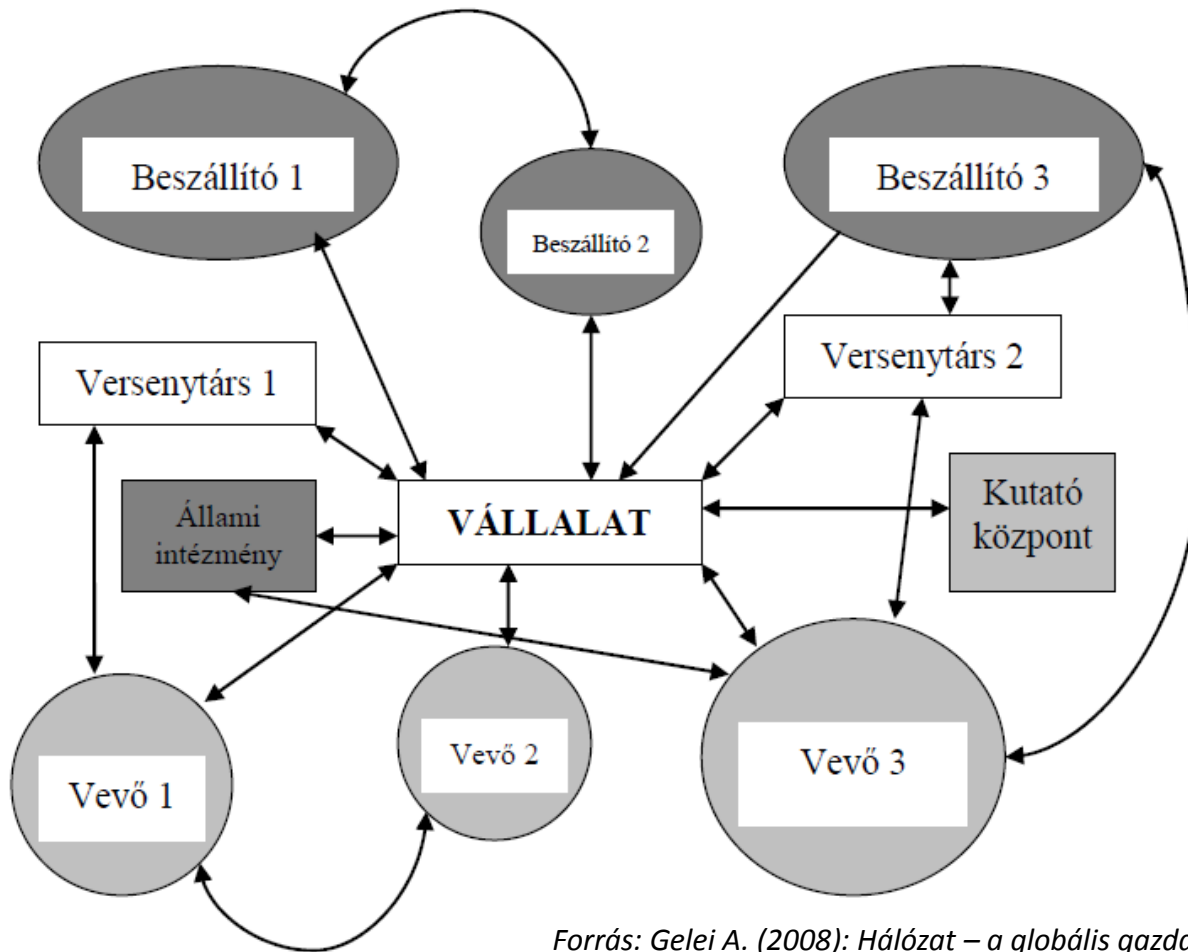 Beszállító 1
Beszállító 3
Beszállító 2
Versenytárs 2
Versenytárs 1
Kutató
központ
Állami
intézmény
VÁLLALAT
Vevő 2
Vevő 3
Vevő 1
Forrás: Gelei A. (2008): Hálózat – a globális